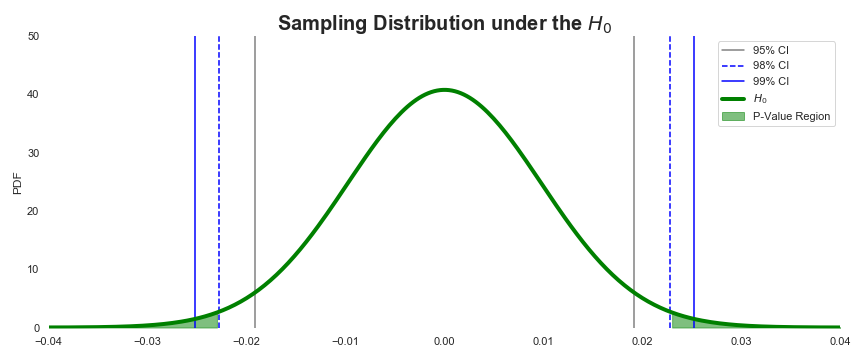 Sampling Distribution under the H₀
50
40
30
20
10
0
PDF
−0.04
−0.03
−0.02
−0.01
0.00
0.01
0.02
0.03
0.04
95% CI
98% CI
99% CI
H₀
P-Value Region